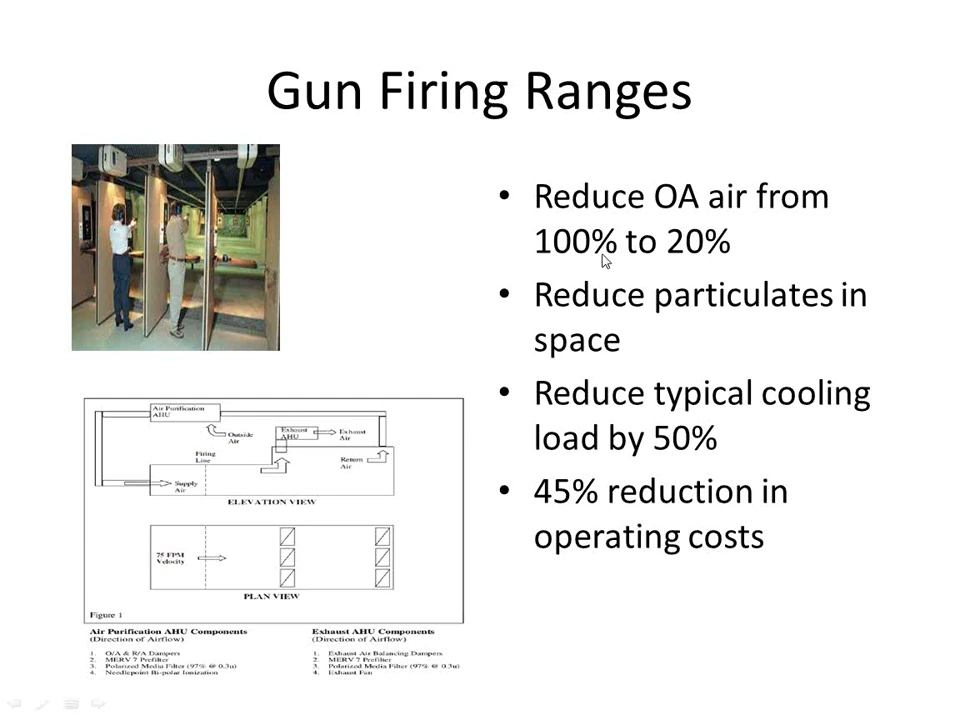 Gun Firing Ranges
• Reduce OA air from
100% to 20%
• Reduce particulates in
space
• Reduce typical cooling
load by 50%
• 45% reduction in
operating costs
Air Purification
AHU
Outside
Air
Exhaust
AHU
Exhaust
Air
Firing
Line
Return
Air
Supply
Air
ELEVATION VIEW
75 FPM
Velocity
PLAN VIEW
Figure 1
Air Purification AHU Components
(Direction of Airflow)
1. O/A & R/A Dampers
2. MERV 7 Prefilter
3. Polarized Media Filter (97% @ 0.3u)
4. Needlepoint Bi-polar Ionization
Exhaust AHU Components
(Direction of Airflow)
1. Exhaust Air Balancing Dampers
2. MERV 7 Prefilter
3. Polarized Media Filter (97% @ 0.3u)
4. Exhaust Fan